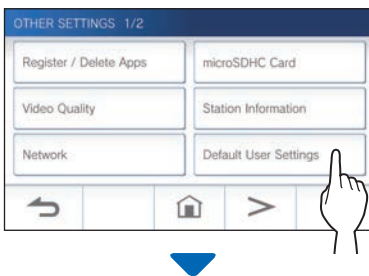 OTHER SETTINGS 1/2
Register / Delete Apps
microSDHC Card
Video Quality
Station Information
Network
Default User Settings